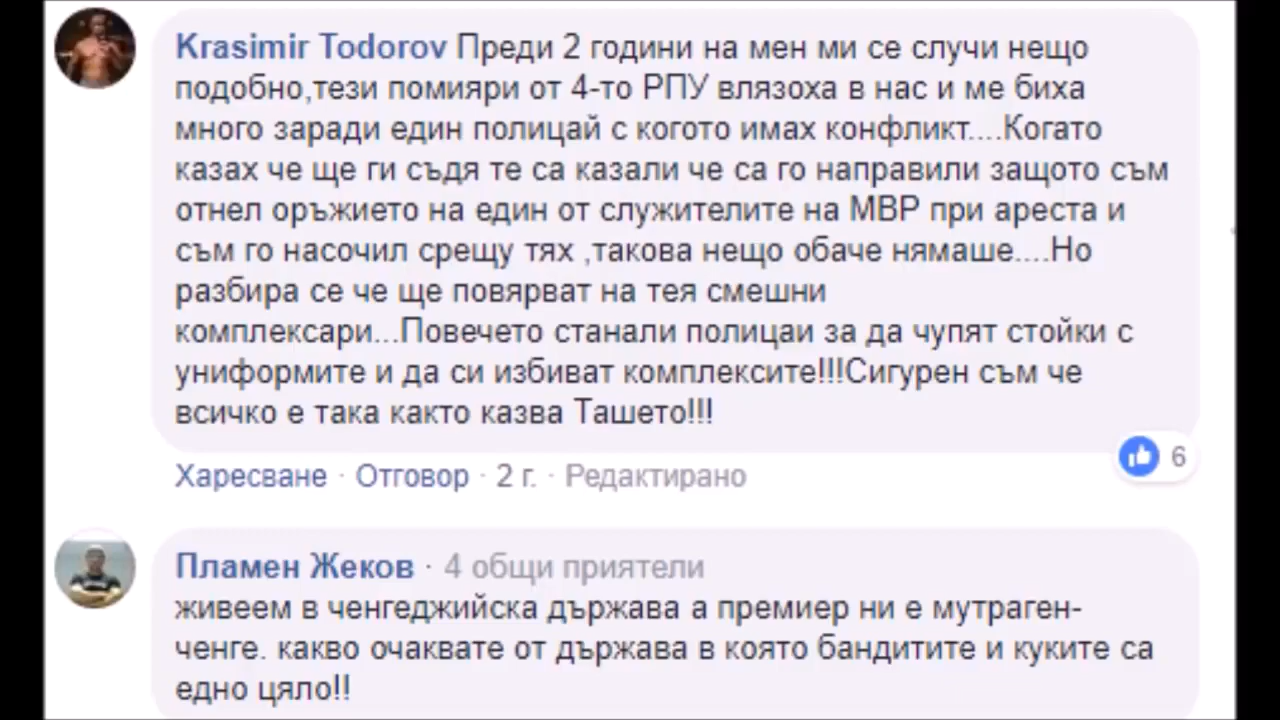 Krasimir Todorov Преди 2 години на мен ми се случи нещо
подобно,тези помияри от 4-то РПУ влязоха в нас и ме биха
много заради един полицай с когото имах конфликт....Когато
казах че ще ги съдя те са казали че са го направили защото съм
отнел оръжието на един от служителите на МВР при ареста и
съм го насочил срещу тях ,такова нещо обаче нямаше....Но
разбира се че ще повярват на тея смешни
комплексари...Повечето станали полицаи за да чупят стойки с
униформите и да си избиват комплексите!!!Сигурен съм че
всичко е така както казва Ташето!!!
6
Харесване · Отговор · 2 г. · Редактирано
Пламен Жеков · 4 общи приятели
живеем в ченгеджийска държава а премиер ни е мутраген-
ченге. какво очаквате от държава в която бандитите и куките са
едно цяло!!